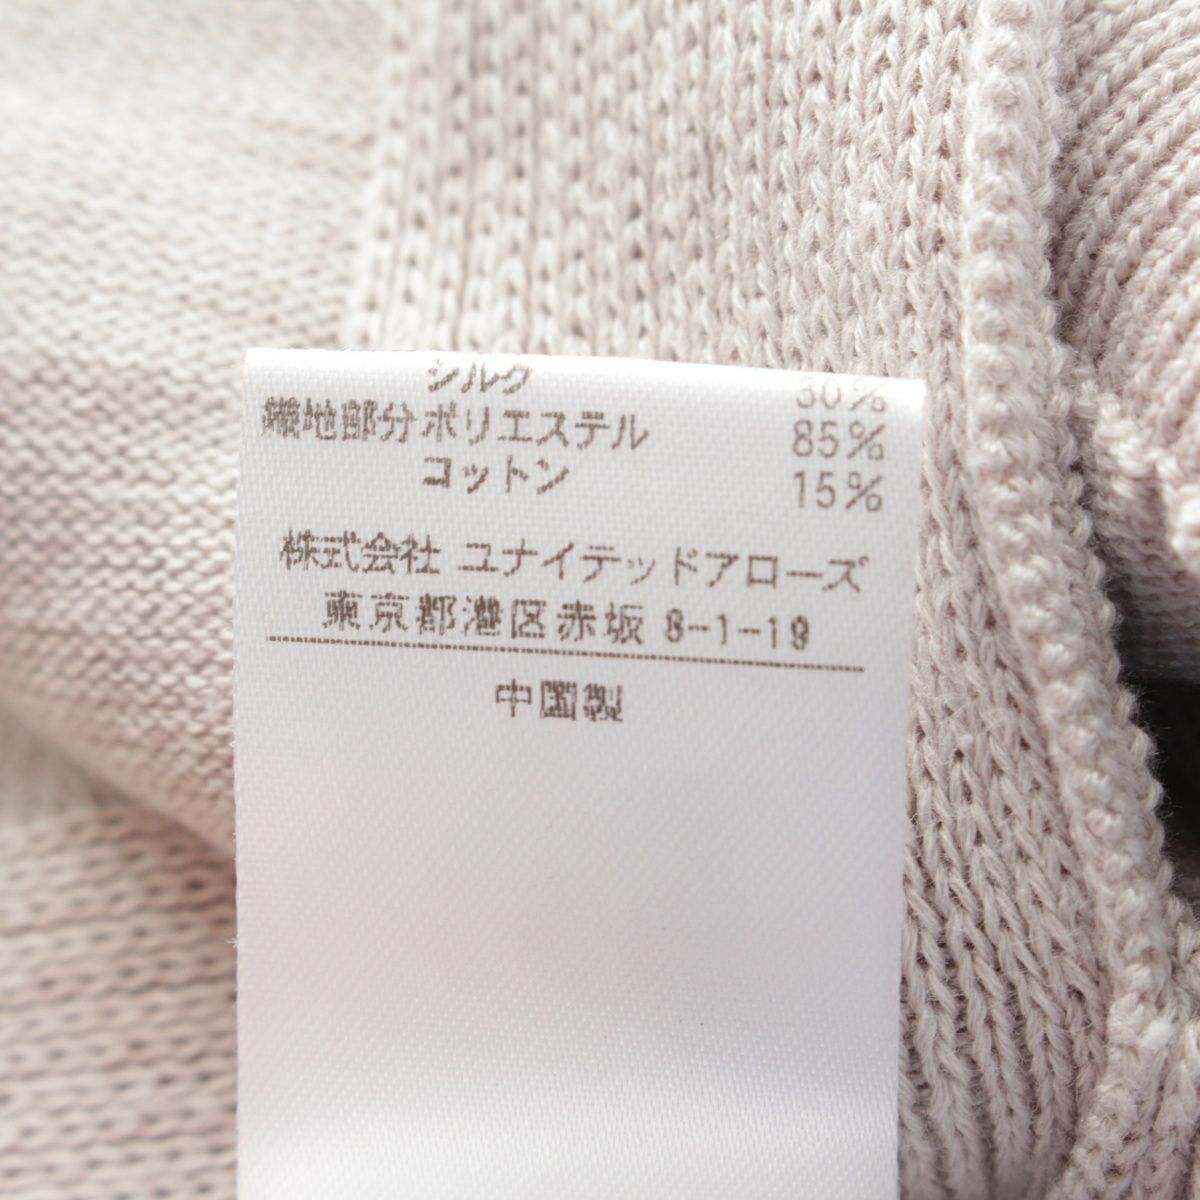 シルク 30%
織地部分ポリエステル 85%
コットン 15%
株式会社 ユナイテッドアローズ
東京都港区赤坂 8-1-19
中国製